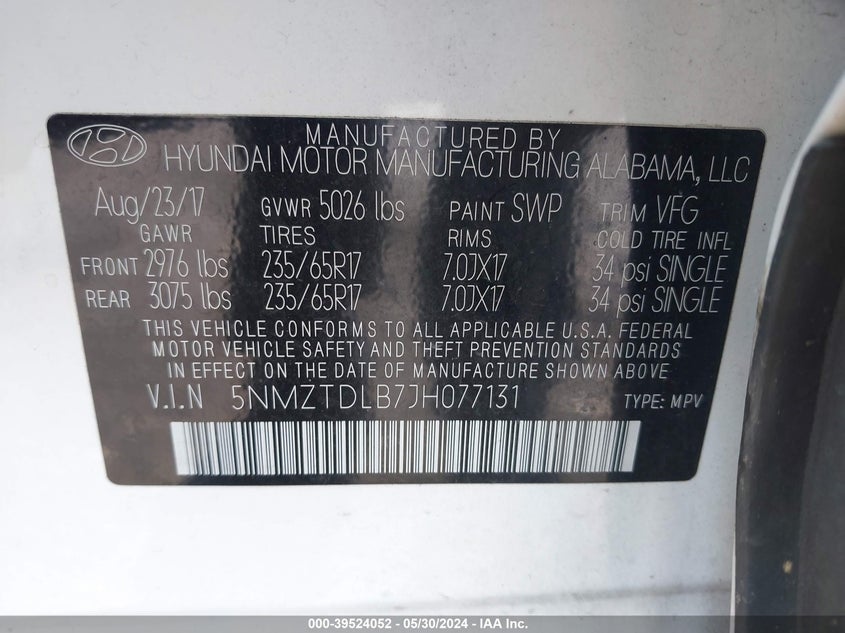 MANUFACTURED BY
HYUNDAI MOTOR MANUFACTURING ALABAMA, LLC
Aug/23/17 GVWR 5026 lbs PAINT SWP TRIM VFG
GAWR TIRES RIMS COLD TIRE INFL
FRONT 2976 lbs 235/65R17 7.0JX17 34 psi SINGLE
REAR 3075 lbs 235/65R17 7.0JX17 34 psi SINGLE
THIS VEHICLE CONFORMS TO ALL APPLICABLE U.S.A. FEDERAL
MOTOR VEHICLE SAFETY AND THEFT PREVENTION STANDARDS
IN EFFECT ON THE DATE OF MANUFACTURE SHOWN ABOVE
V.I.N 5NMZTDLB7JH077131 TYPE: MPV
000-39524052 - 05/30/2024 - IAA Inc.